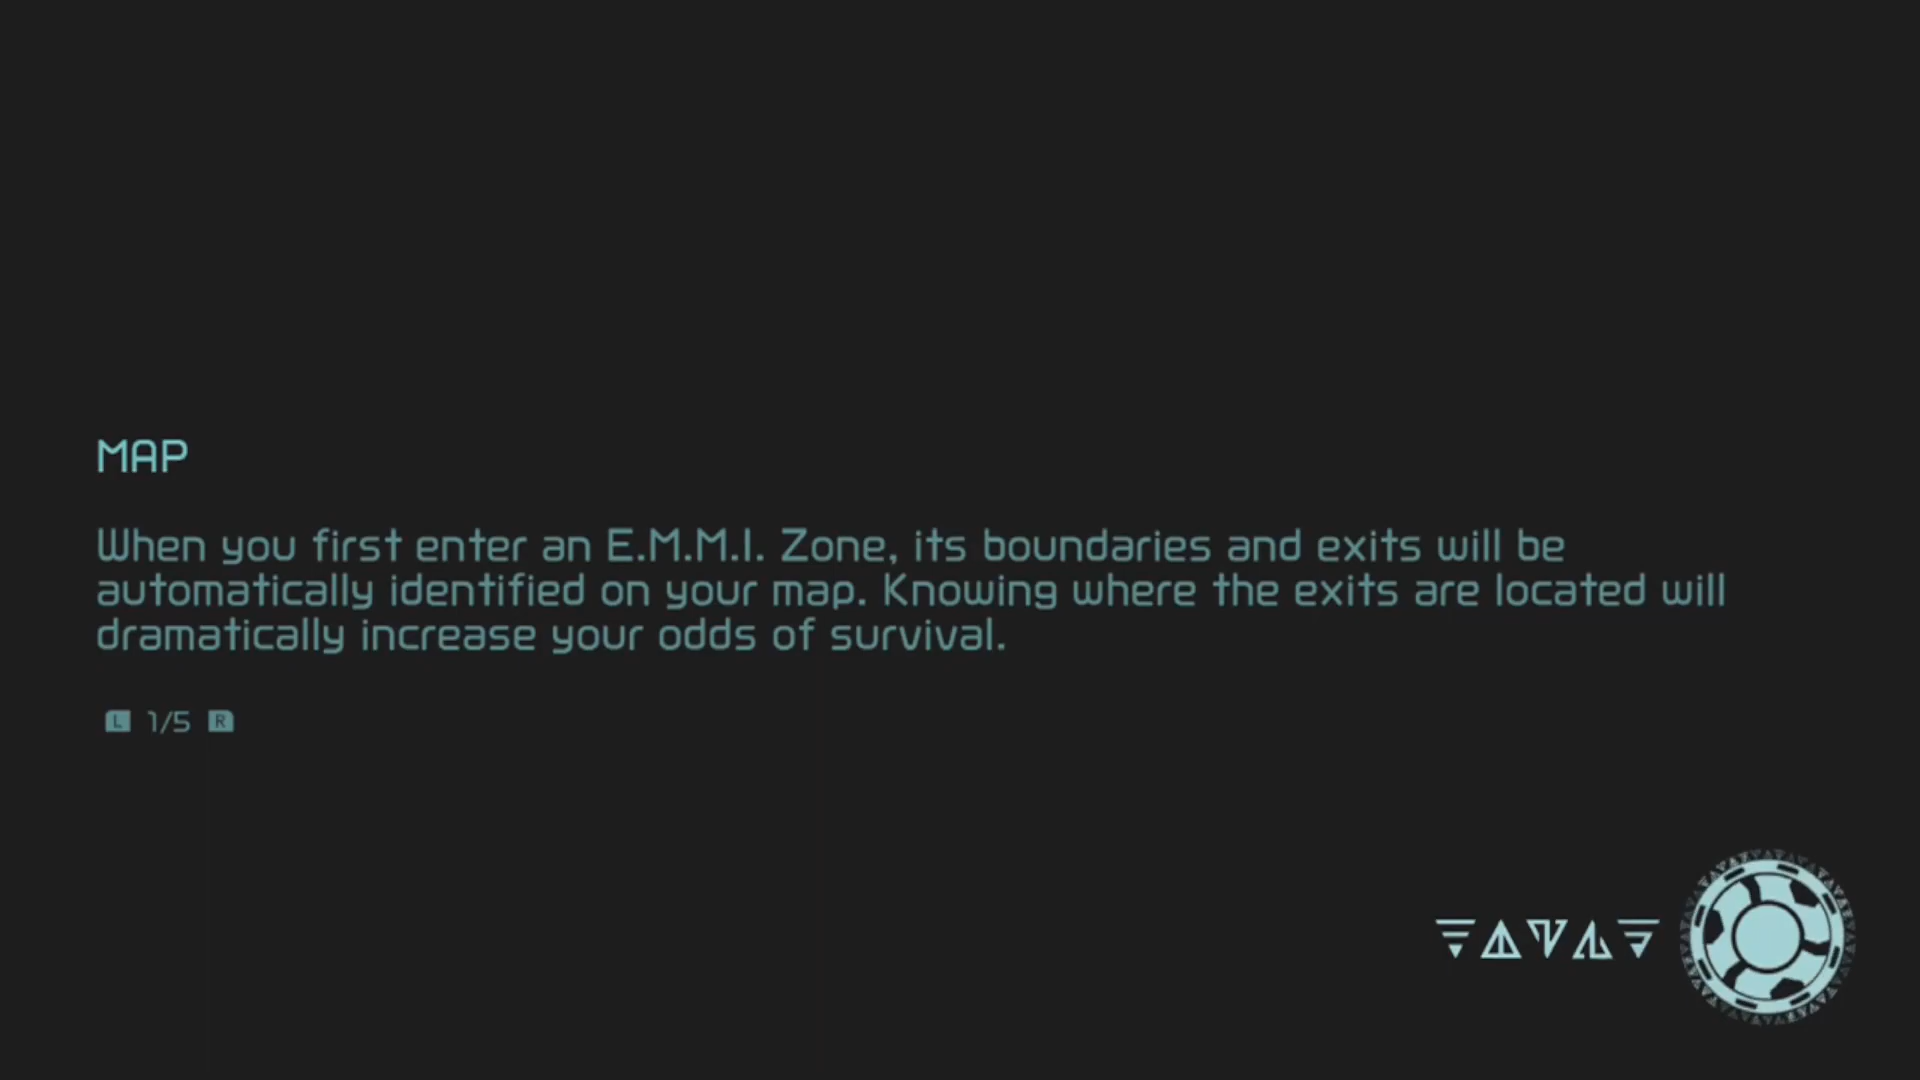 MAP
When you first enter an E.M.M.I. Zone, its boundaries and exits will be
automatically identified on your map. Knowing where the exits are located will
dramatically increase your odds of survival.
L 1/5 R